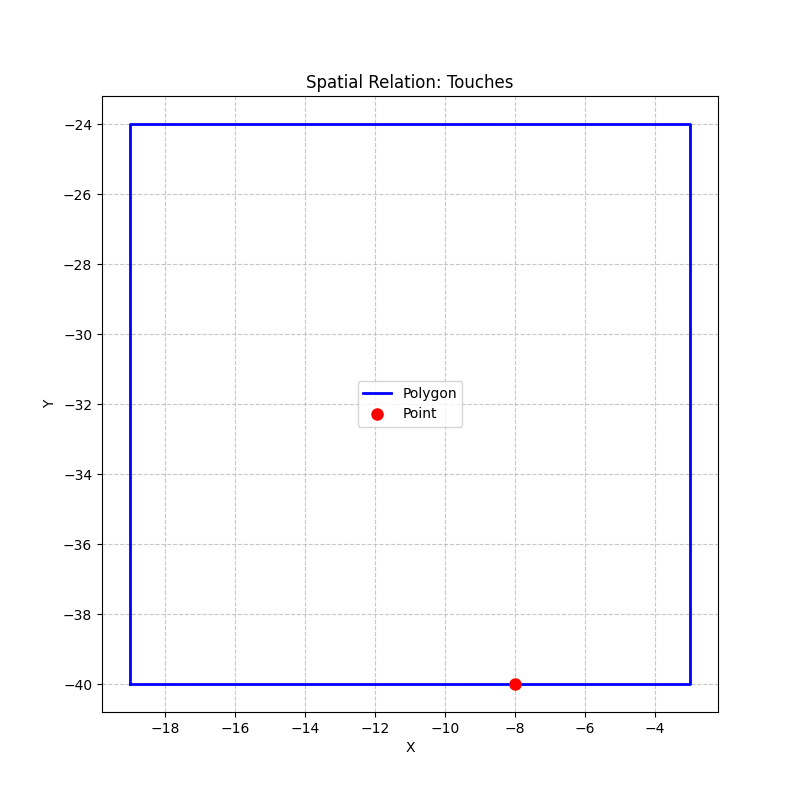 Spatial Relation: Touches
−24
−26
−28
−30
−32
−34
−36
−38
−40
Y
Polygon
Point
−18 −16 −14 −12 −10 −8 −6 −4
X